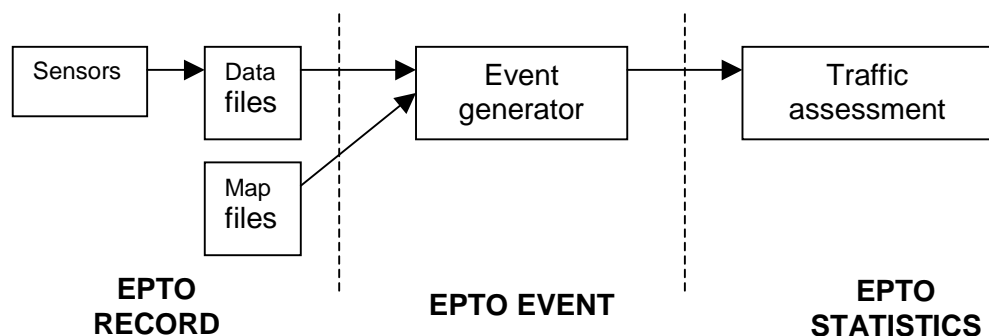 Sensors
Data
files
Event
generator
Traffic
assessment
Map
files
EPTO
RECORD
EPTO EVENT
EPTO
STATISTICS